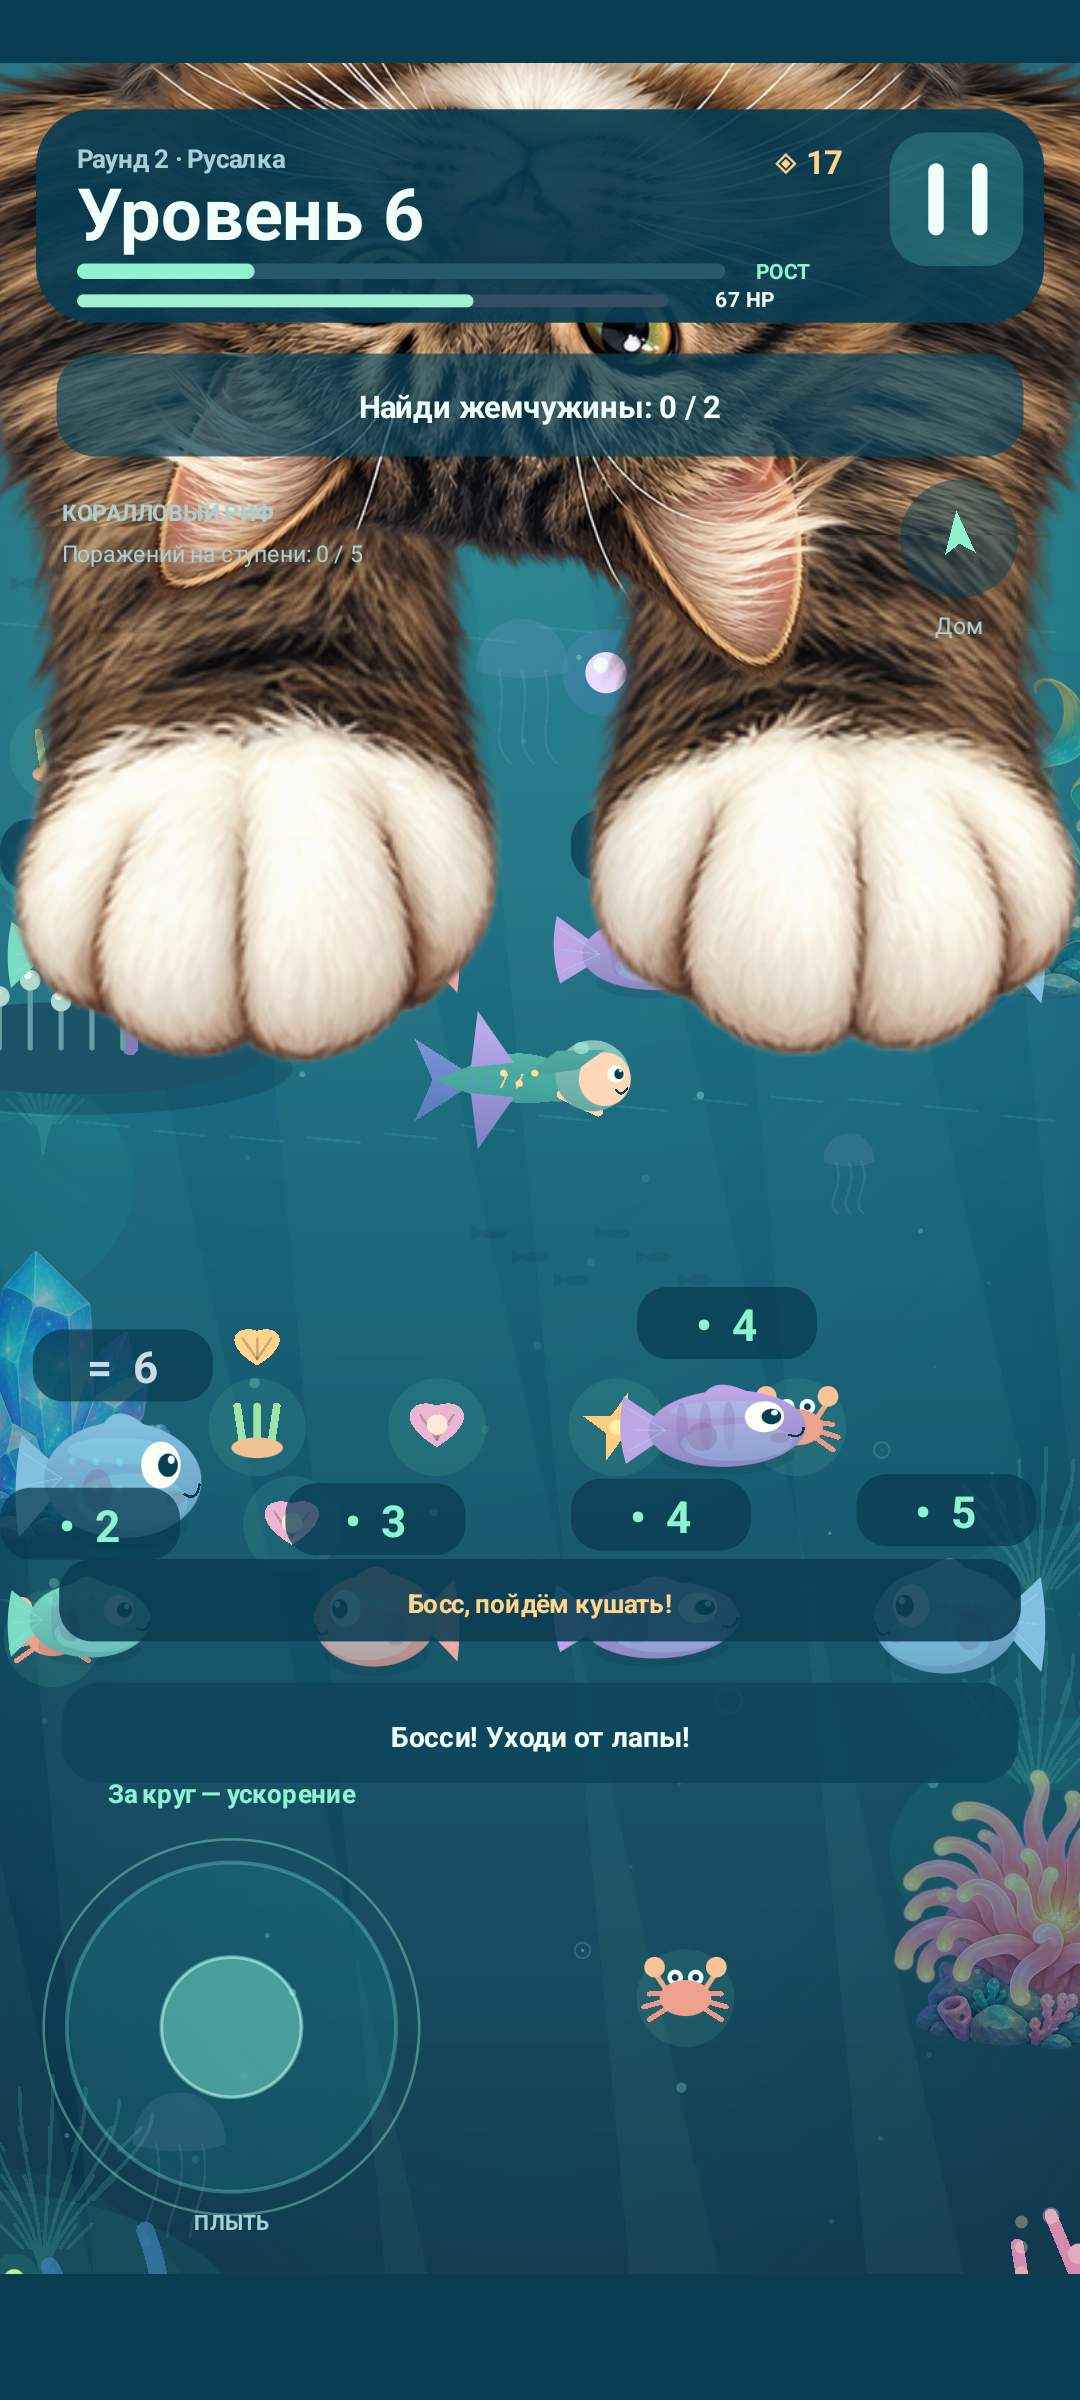 Раунд 2 · Русалка
17
Уровень 6
РОСТ
67 HP
Найди жемчужины: 0 / 2
КОРАЛЛОВЫЙ РИФ
Поражений на ступени: 0 / 5
Дом
• 4
= 6
• 2
• 3
• 4
• 5
Босс, пойдём кушать!
Босси! Уходи от лапы!
За круг — ускорение
ПЛЫТЬ